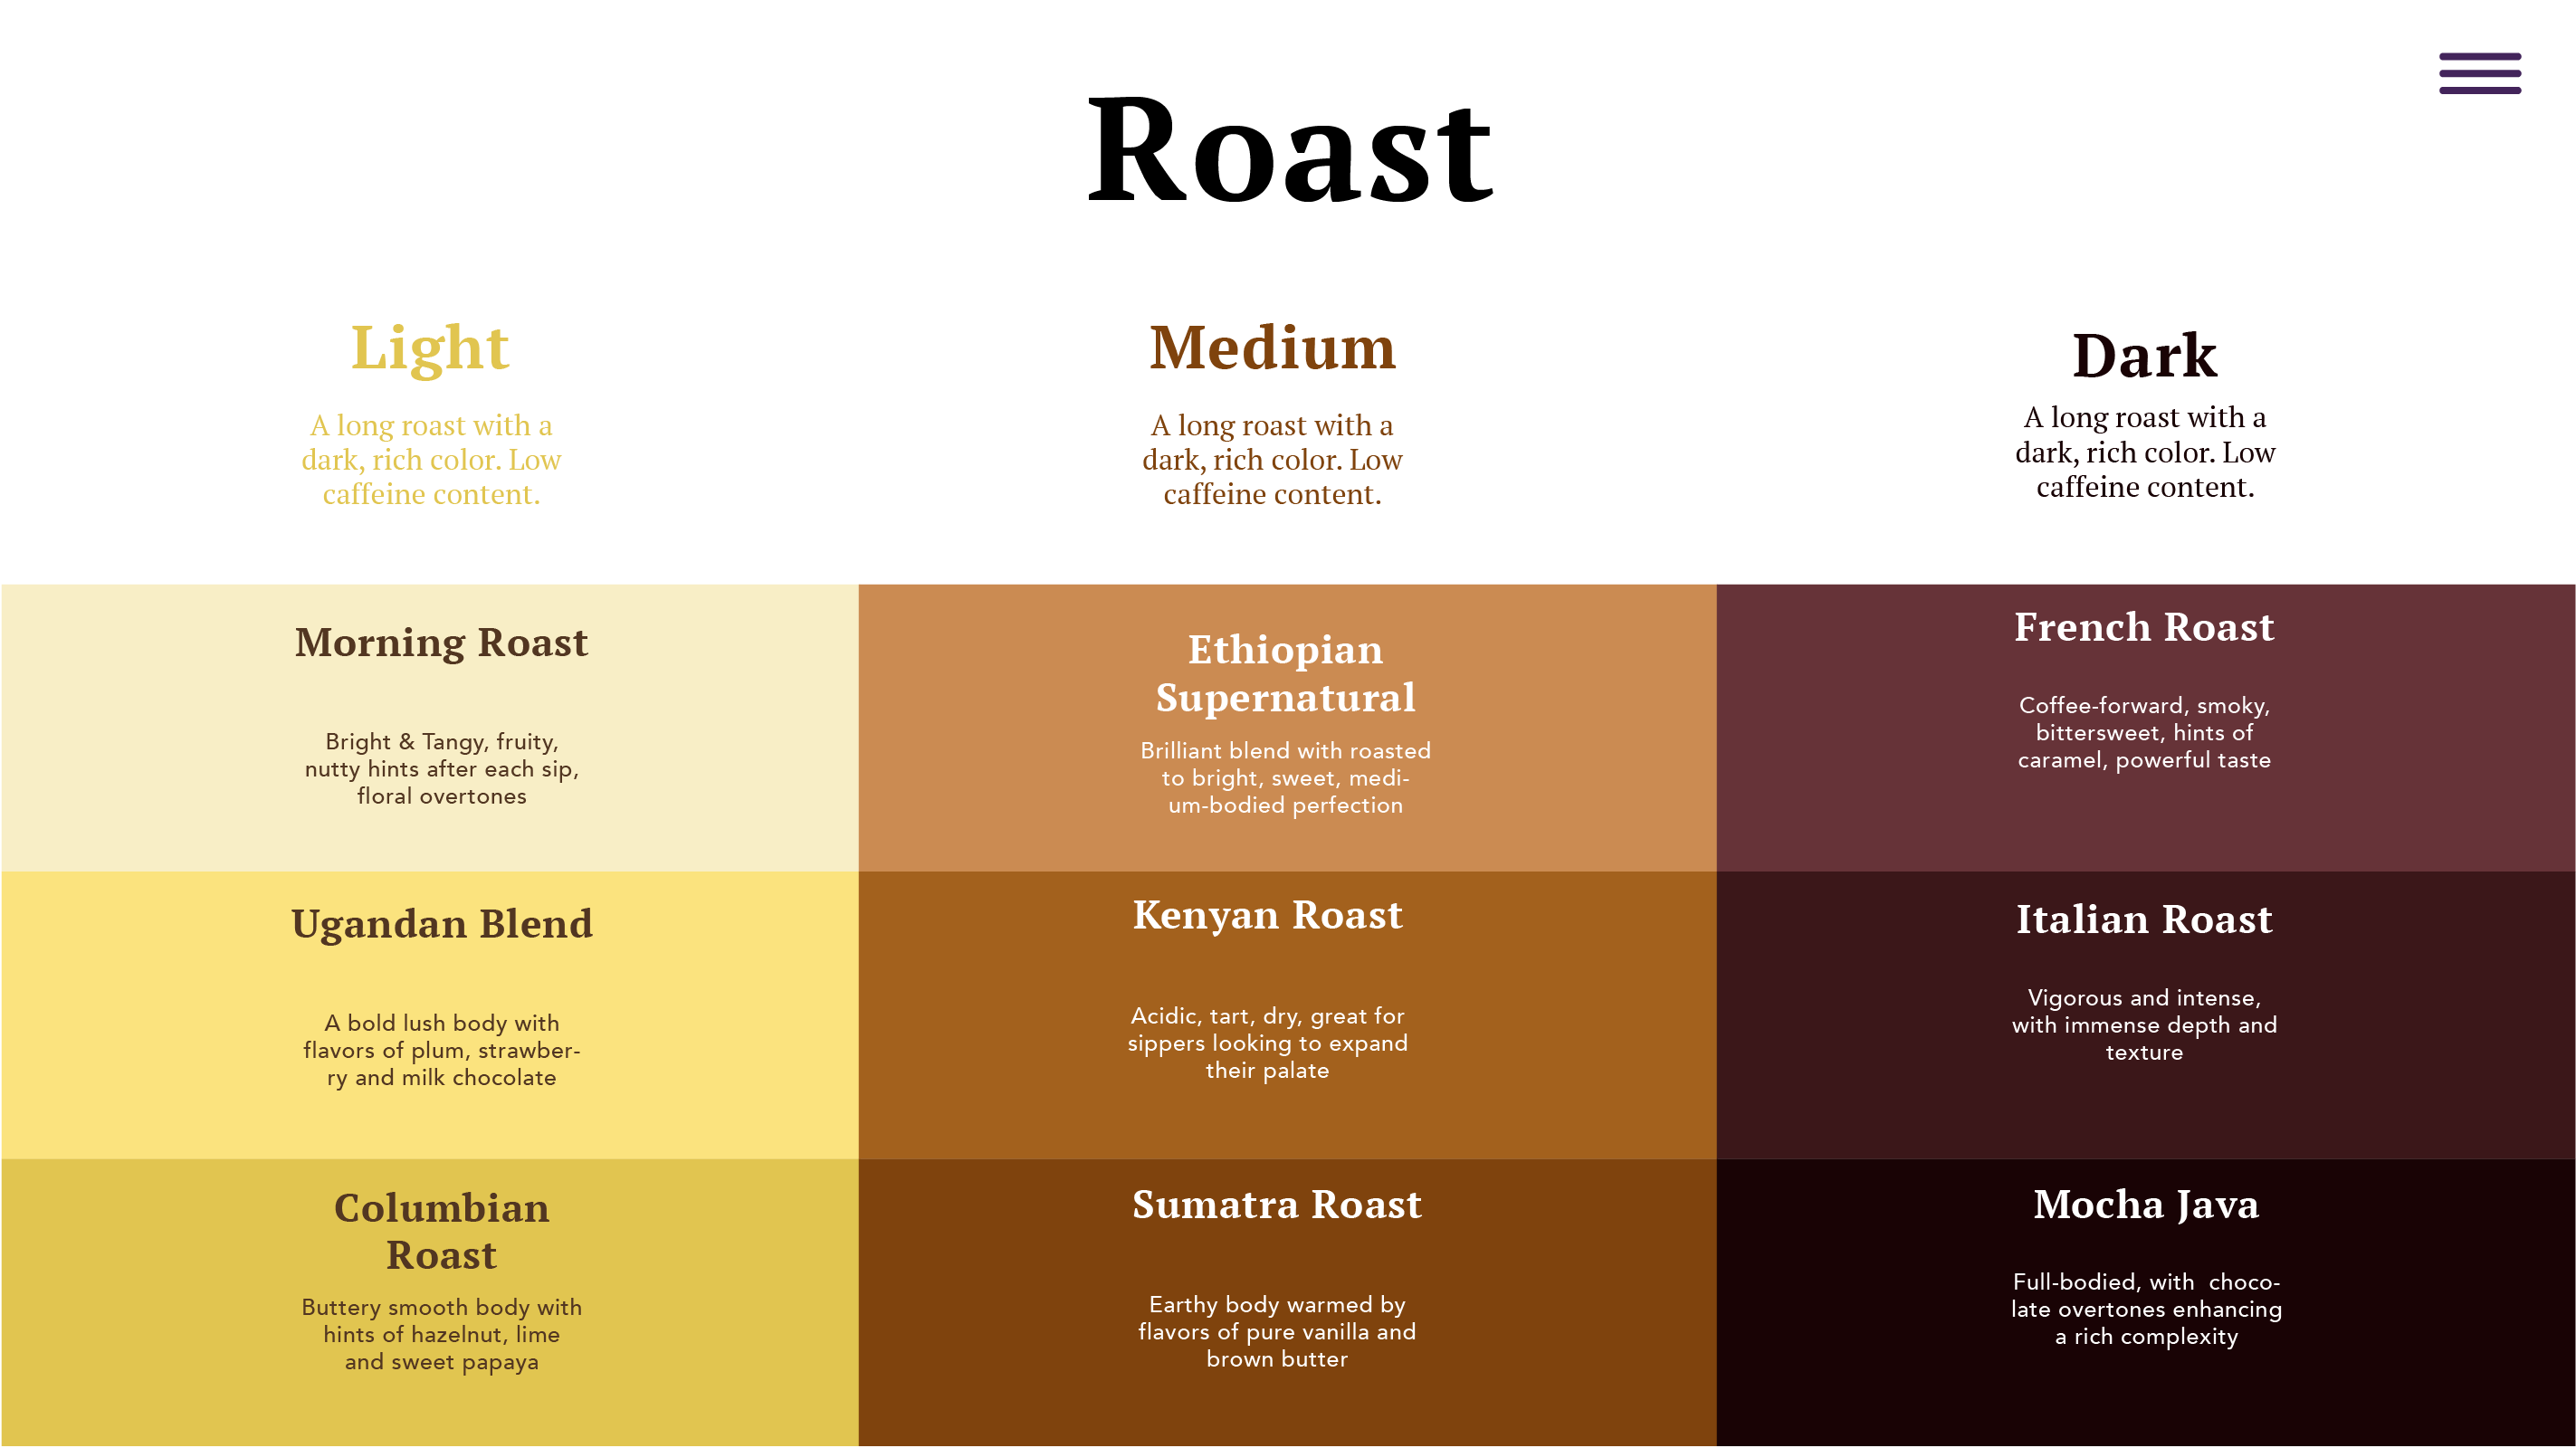 Roast
Light
A long roast with a
dark, rich color. Low
caffeine content.
Medium
A long roast with a
dark, rich color. Low
caffeine content.
Dark
A long roast with a
dark, rich color. Low
caffeine content.
Morning Roast
Bright & Tangy, fruity,
nutty hints after each sip,
floral overtones
Ethiopian
Supernatural
Brilliant blend with roasted
to bright, sweet, medi-
um-bodied perfection
French Roast
Coffee-forward, smoky,
bittersweet, hints of
caramel, powerful taste
Ugandan Blend
A bold lush body with
flavors of plum, strawber-
ry and milk chocolate
Kenyan Roast
Acidic, tart, dry, great for
sippers looking to expand
their palate
Italian Roast
Vigorous and intense,
with immense depth and
texture
Columbian
Roast
Buttery smooth body with
hints of hazelnut, lime
and sweet papaya
Sumatra Roast
Earthy body warmed by
flavors of pure vanilla and
brown butter
Mocha Java
Full-bodied, with  choco-
late overtones enhancing
a rich complexity